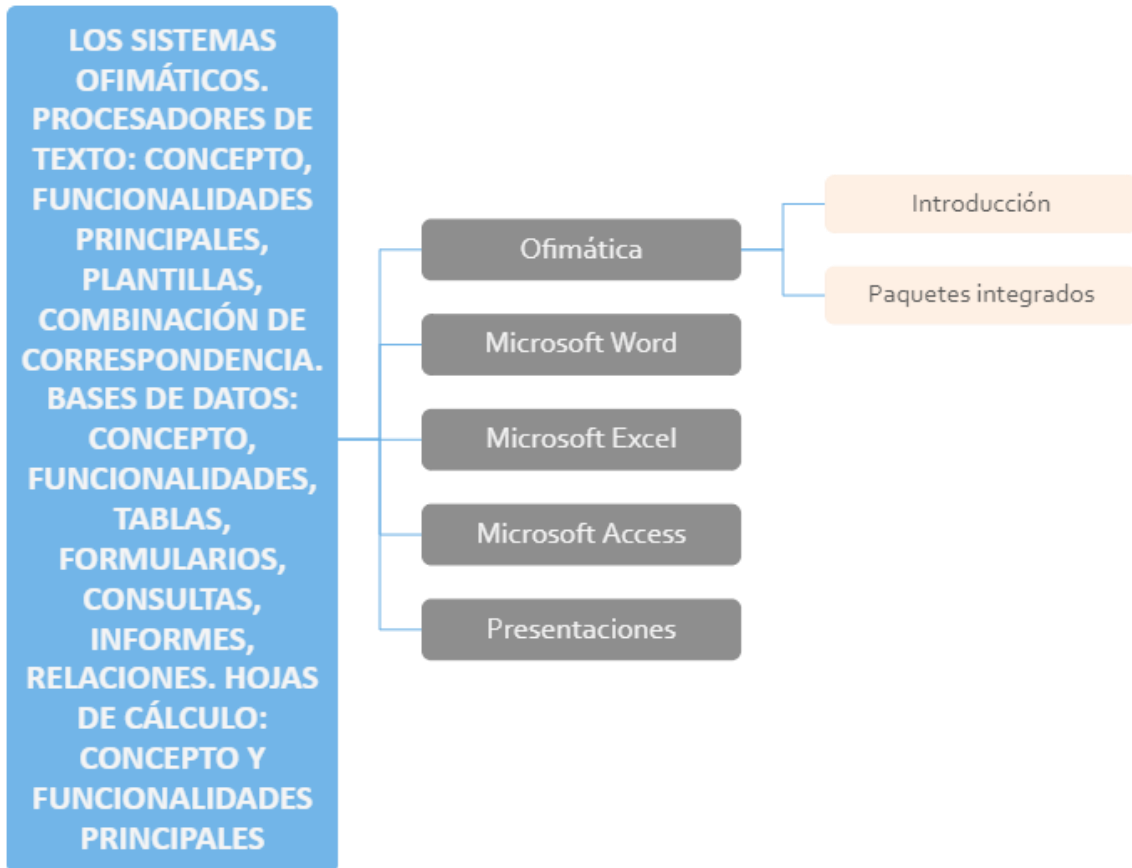 LOS SISTEMAS
OFIMÁTICOS.
PROCESADORES DE
TEXTO: CONCEPTO,
FUNCIONALIDADES
PRINCIPALES,
PLANTILLAS,
COMBINACIÓN DE
CORRESPONDENCIA.
BASES DE DATOS:
CONCEPTO,
FUNCIONALIDADES,
TABLAS,
FORMULARIOS,
CONSULTAS,
INFORMES,
RELACIONES. HOJAS
DE CÁLCULO:
CONCEPTO Y
FUNCIONALIDADES
PRINCIPALES
Ofimática
Microsoft Word
Microsoft Excel
Microsoft Access
Presentaciones
Introducción
Paquetes integrados